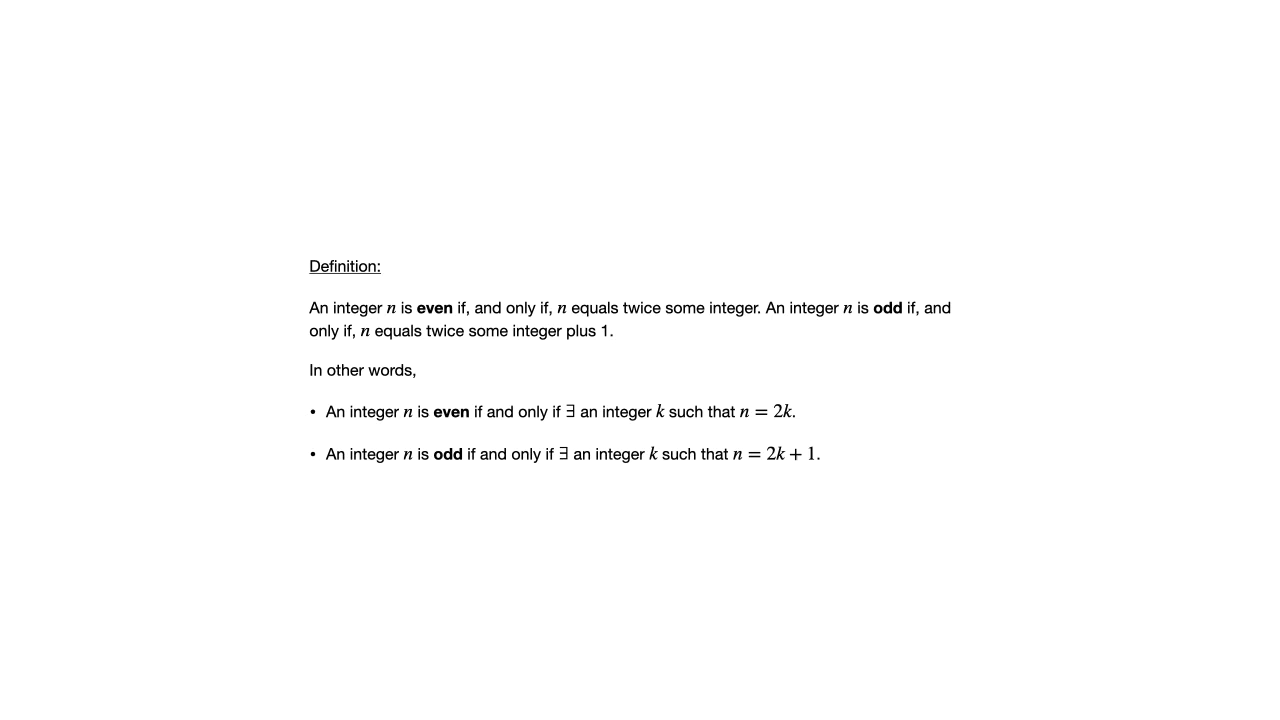 Definition:
An integer n is even if, and only if, n equals twice some integer. An integer n is odd if, and
only if, n equals twice some integer plus 1.
In other words,
• An integer n is even if and only if ∃ an integer k such that n = 2k.
• An integer n is odd if and only if ∃ an integer k such that n = 2k + 1.